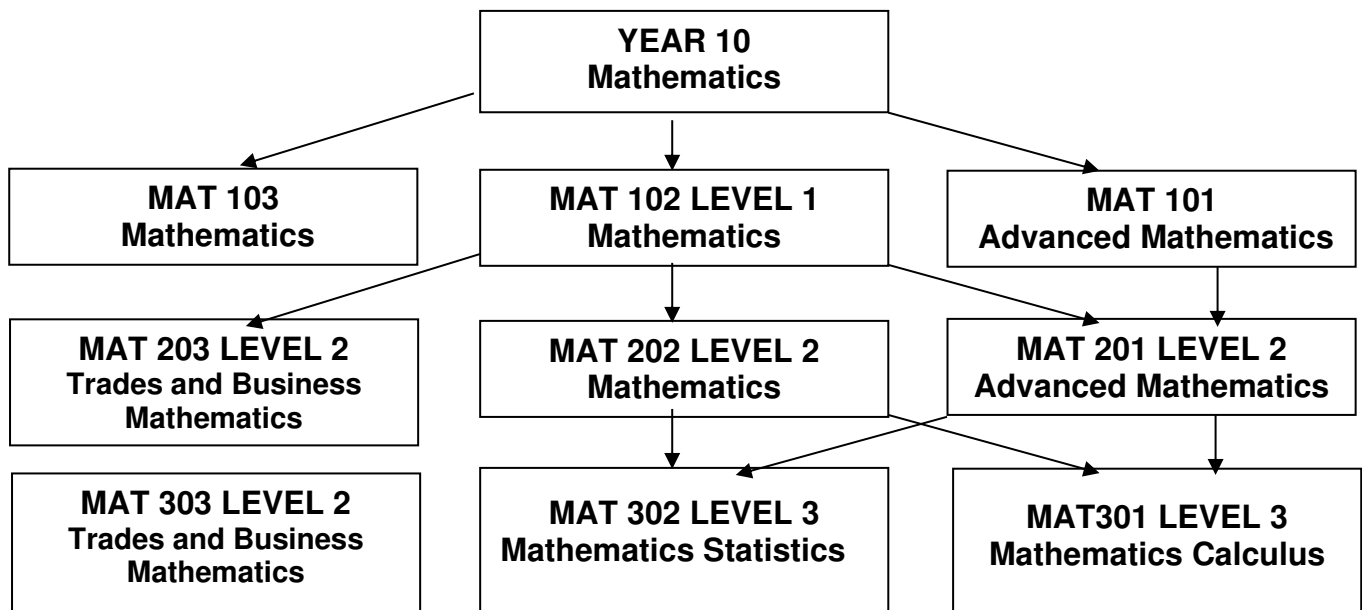 YEAR 10
Mathematics
MAT 103
Mathematics
MAT 102 LEVEL 1
Mathematics
MAT 101
Advanced Mathematics
MAT 203 LEVEL 2
Trades and Business
Mathematics
MAT 202 LEVEL 2
Mathematics
MAT 201 LEVEL 2
Advanced Mathematics
MAT 303 LEVEL 2
Trades and Business
Mathematics
MAT 302 LEVEL 3
Mathematics Statistics
MAT301 LEVEL 3
Mathematics Calculus